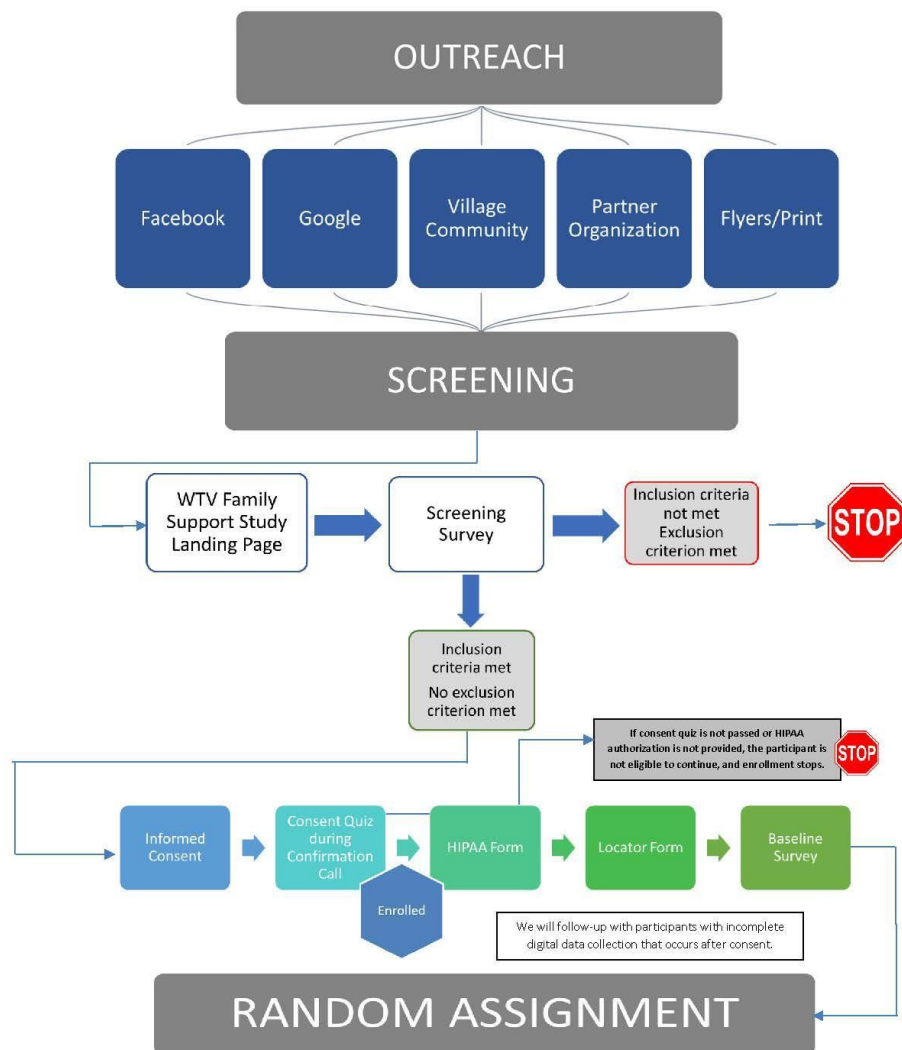 OUTREACH
Facebook
Google
Village
Community
Partner
Organization
Flyers/Print
SCREENING
WTV Family
Support Study
Landing Page
Screening
Survey
Inclusion criteria
not met
Exclusion
criterion met
STOP
Inclusion
criteria met
No exclusion
criterion met
If consent quiz is not passed or HIPAA
authorization is not provided, the participant is
not eligible to continue, and enrollment stops.
STOP
Informed
Consent
Consent Quiz
during
Confirmation
Call
HIPAA Form
Locator Form
Baseline
Survey
Enrolled
We will follow-up with participants with incomplete
digital data collection that occurs after consent.
RANDOM ASSIGNMENT